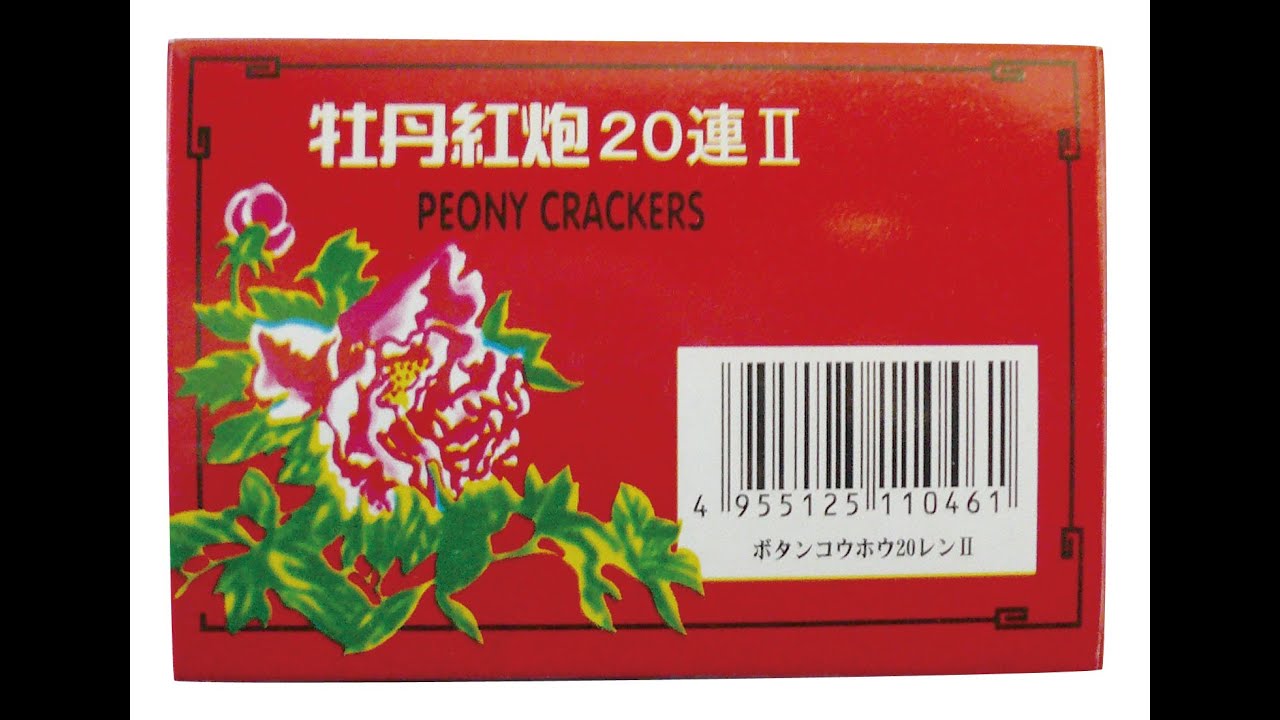 牡丹紅炮20連Ⅱ
PEONY CRACKERS
4 955125 110461
ボタンコウホウ20レンⅡ